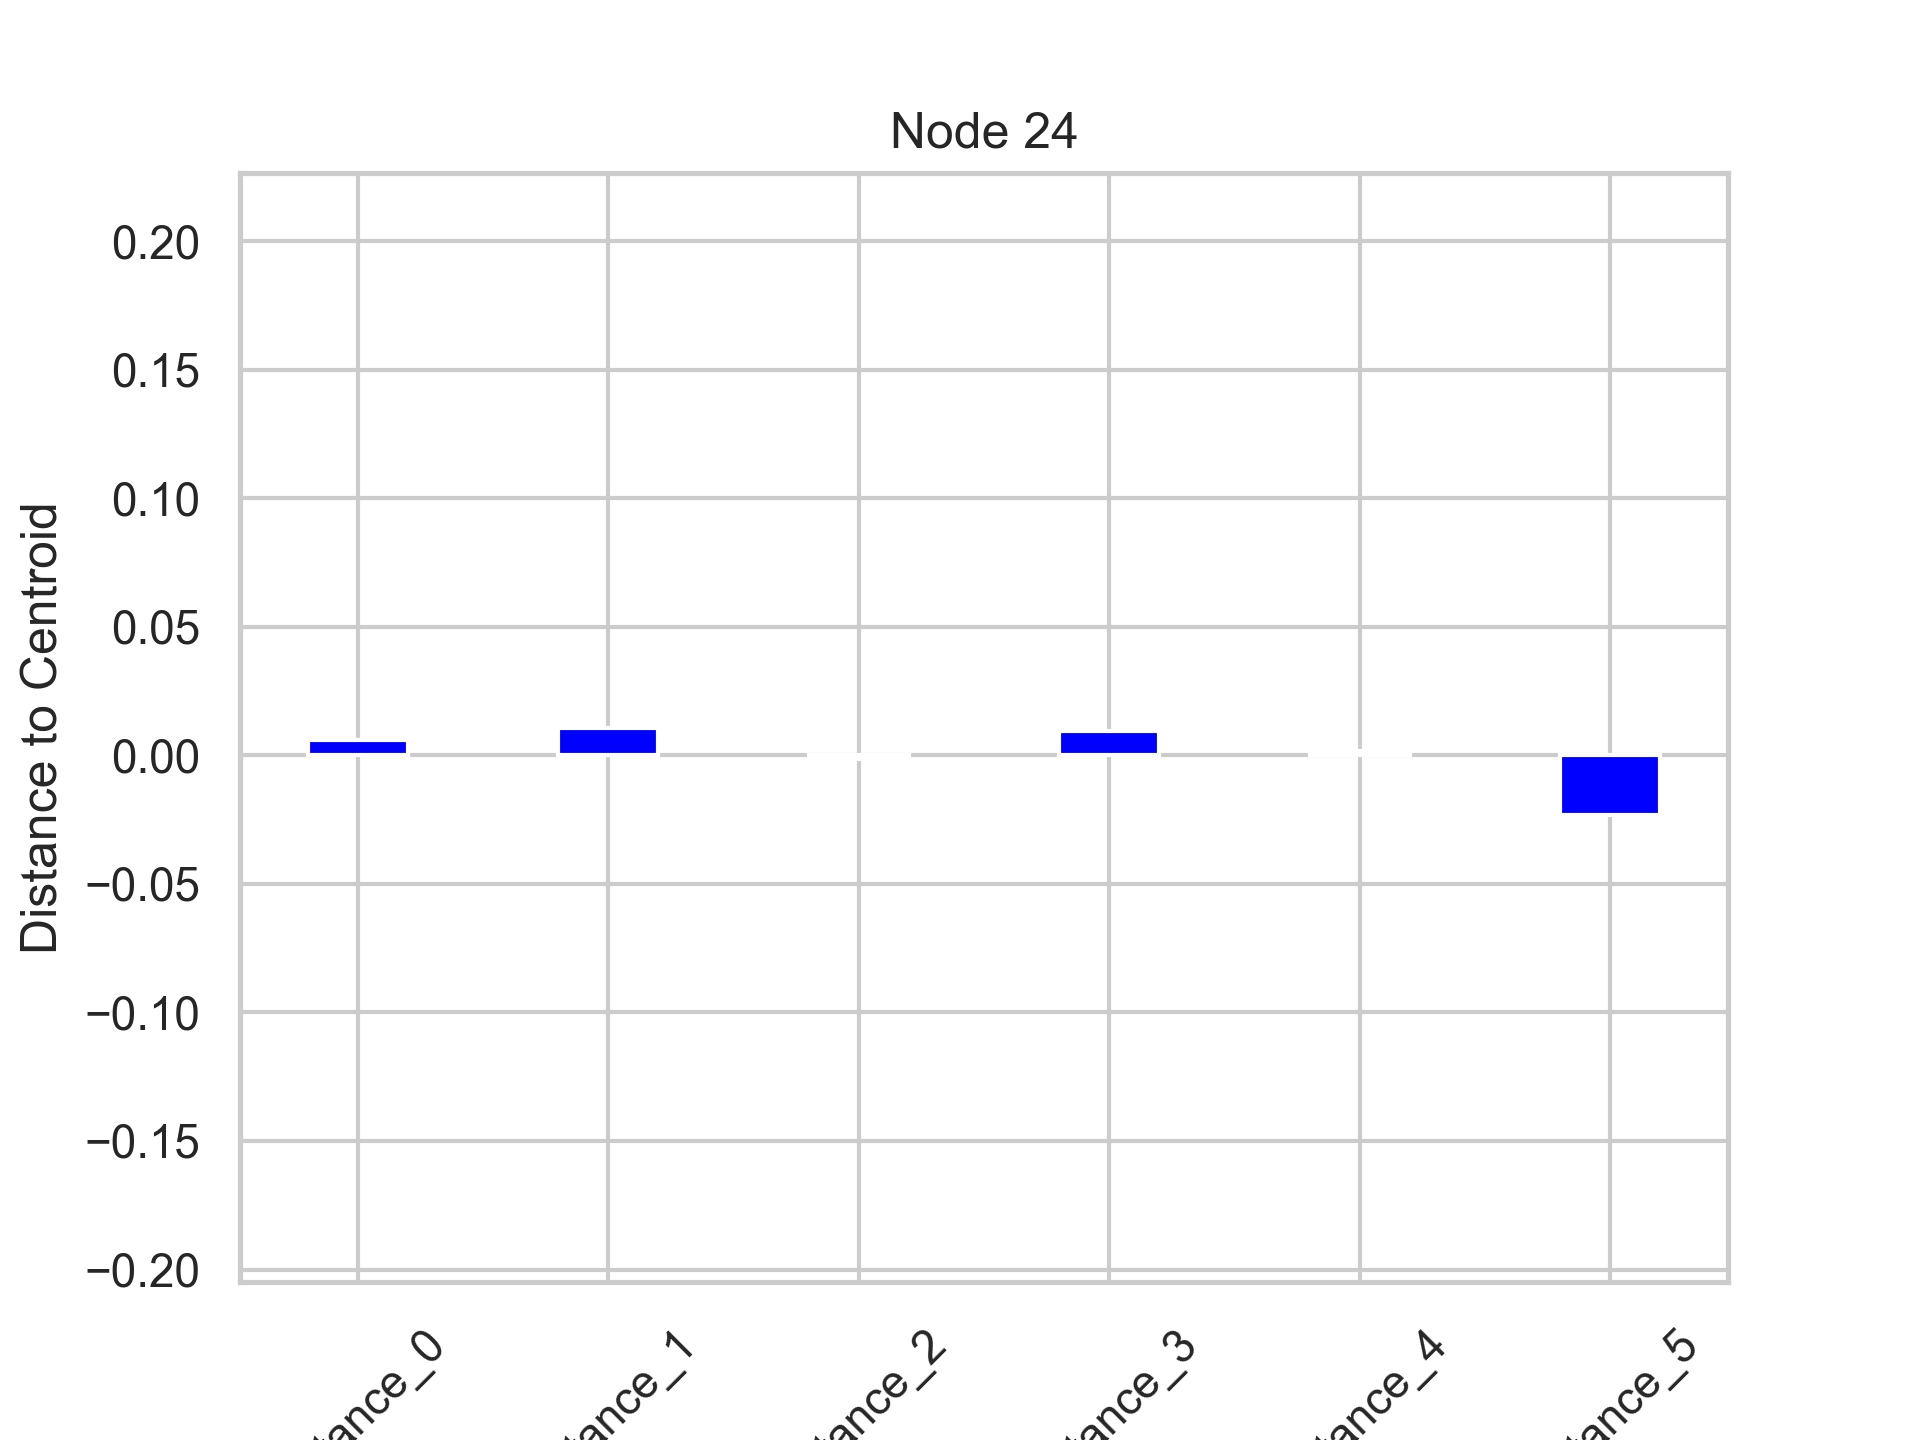 Node 24
0.20
0.15
0.10
0.05
0.00
−0.05
−0.10
−0.15
−0.20
Distance to Centroid
tance_0
tance_1
tance_2
tance_3
tance_4
tance_5